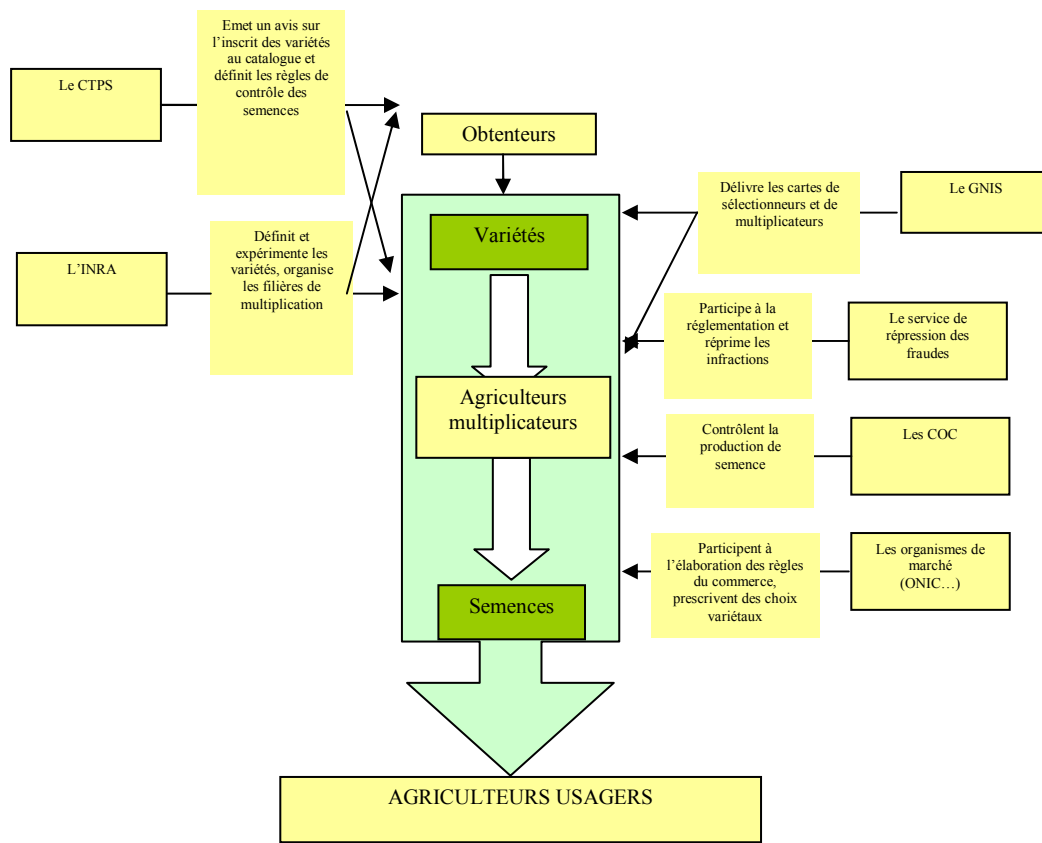 Le CTPS
Emet un avis sur
l'inscrit des variétés
au catalogue et
définit les règles de
contrôle des
semences
L'INRA
Définit et
expérimente les
variétés, organise
les filières de
multiplication
Obtenteurs
Variétés
Agriculteurs
multiplicateurs
Semences
AGRICULTEURS USAGERS
Délivre les cartes de
sélectionneurs et de
multiplicateurs
Le GNIS
Participe à la
réglementation et
réprime les
infractions
Le service de
répression des
fraudes
Contrôlent la
production de
semence
Les COC
Participent à
l'élaboration des règles
du commerce,
prescrivent des choix
variétaux
Les organismes de
marché
(ONIC…)